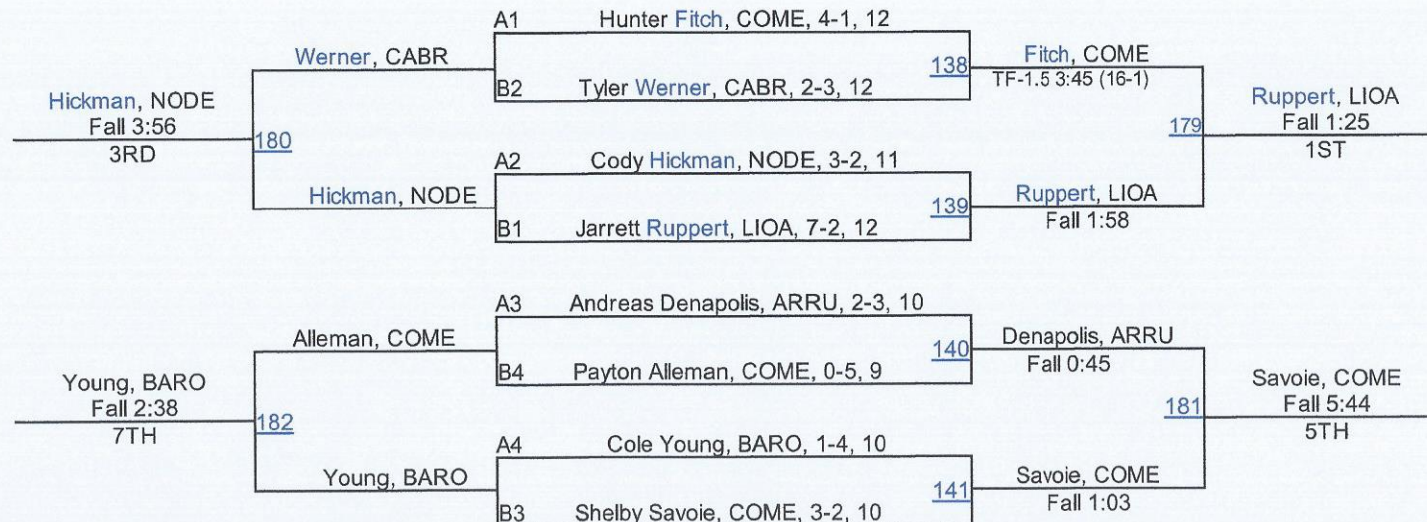 A1 Hunter Fitch, COME, 4-1, 12
Werner, CABR
138
Fitch, COME
TF-1.5 3:45 (16-1)
B2 Tyler Werner, CABR, 2-3, 12
Hickman, NODE
Fall 3:56
3RD
180
179
Ruppert, LIOA
Fall 1:25
1ST
A2 Cody Hickman, NODE, 3-2, 11
Hickman, NODE
139
Ruppert, LIOA
Fall 1:58
B1 Jarrett Ruppert, LIOA, 7-2, 12
A3 Andreas Denapolis, ARRU, 2-3, 10
Alleman, COME
140
Denapolis, ARRU
Fall 0:45
B4 Payton Alleman, COME, 0-5, 9
Young, BARO
Fall 2:38
7TH
182
181
Savoie, COME
Fall 5:44
5TH
A4 Cole Young, BARO, 1-4, 10
Young, BARO
141
Savoie, COME
Fall 1:03
B3 Shelby Savoie, COME, 3-2, 10